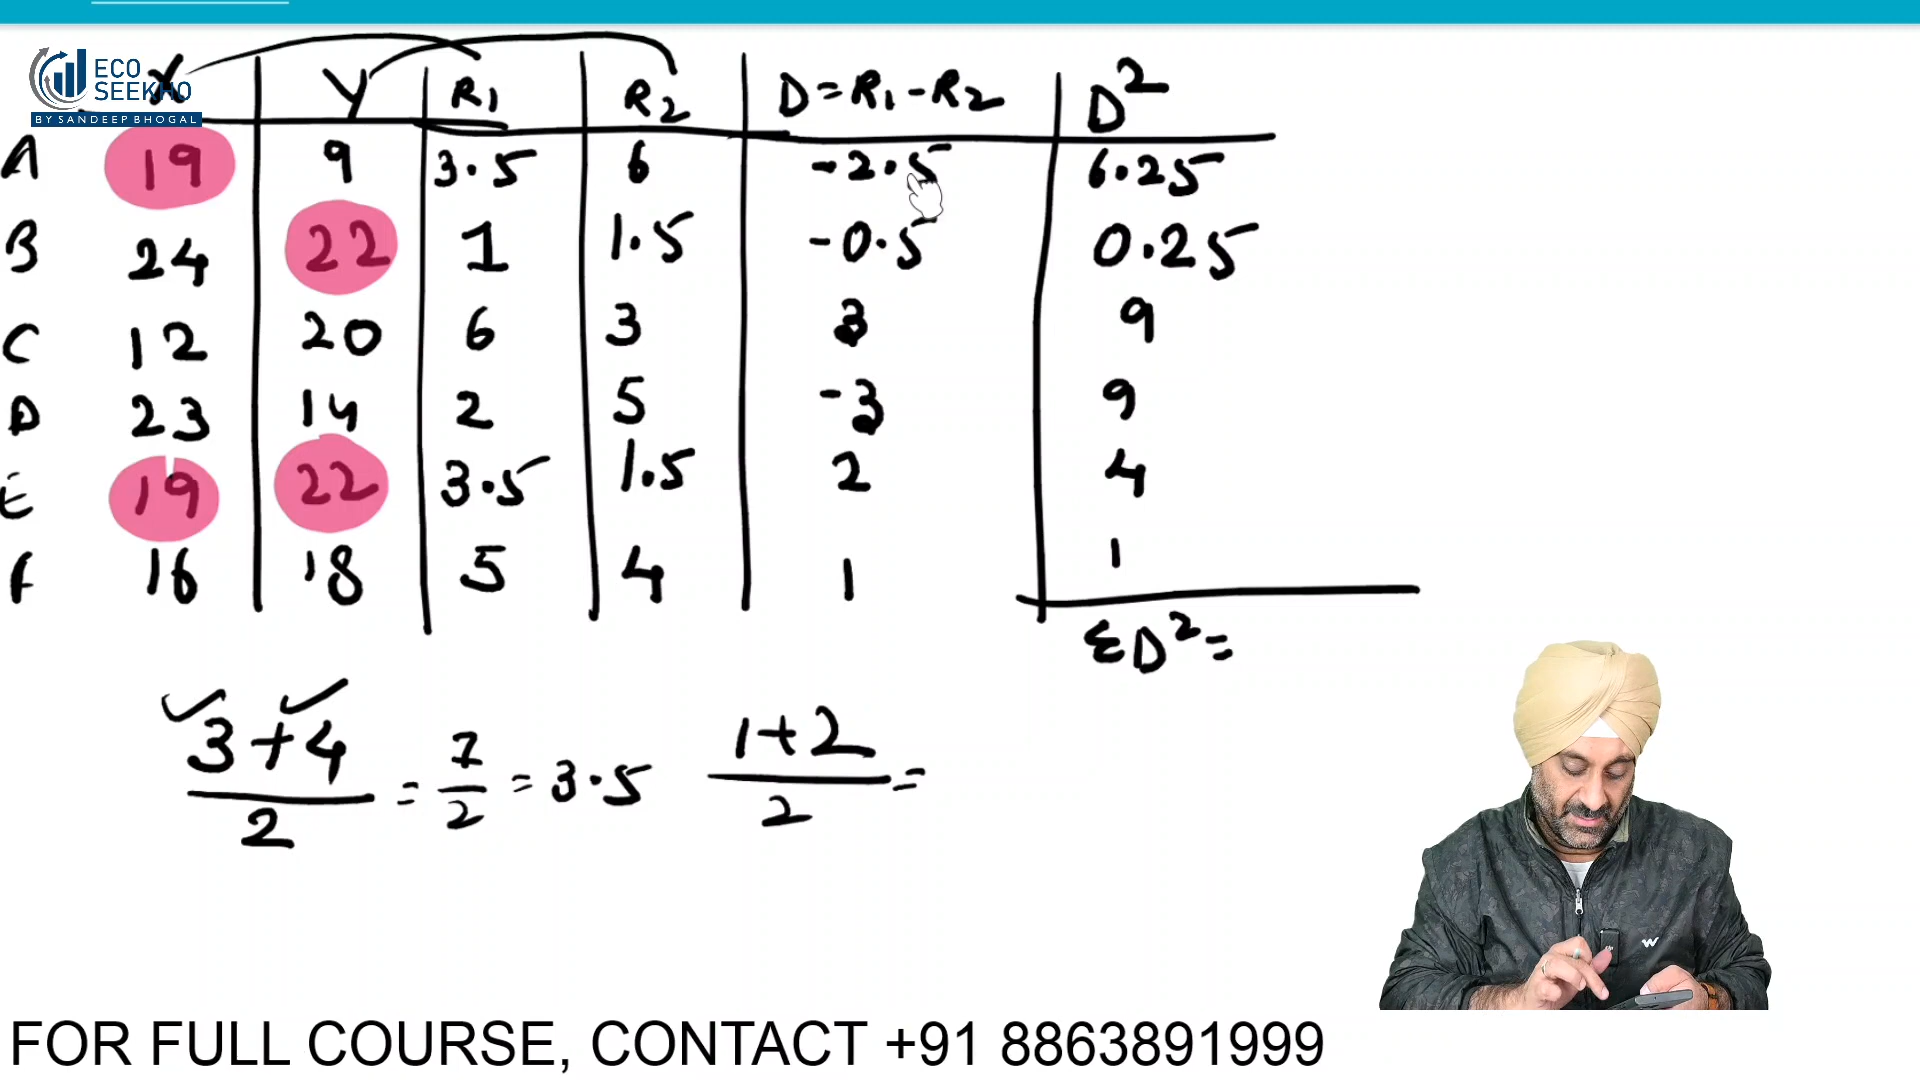 ECO
SEEKHO
BY SANDEEP BHOGAL
X Y R1 R2 D=R1-R2 D²
A 19 9 3.5 6 -2.5 6.25
B 24 22 1 1.5 -0.5 0.25
C 12 20 6 3 3 9
D 23 14 2 5 -3 9
E 19 22 3.5 1.5 2 4
F 16 18 5 4 1 1
ΣD²=
3+4/2 = 7/2 = 3.5 1+2/2 =
W
FOR FULL COURSE, CONTACT +91 8863891999